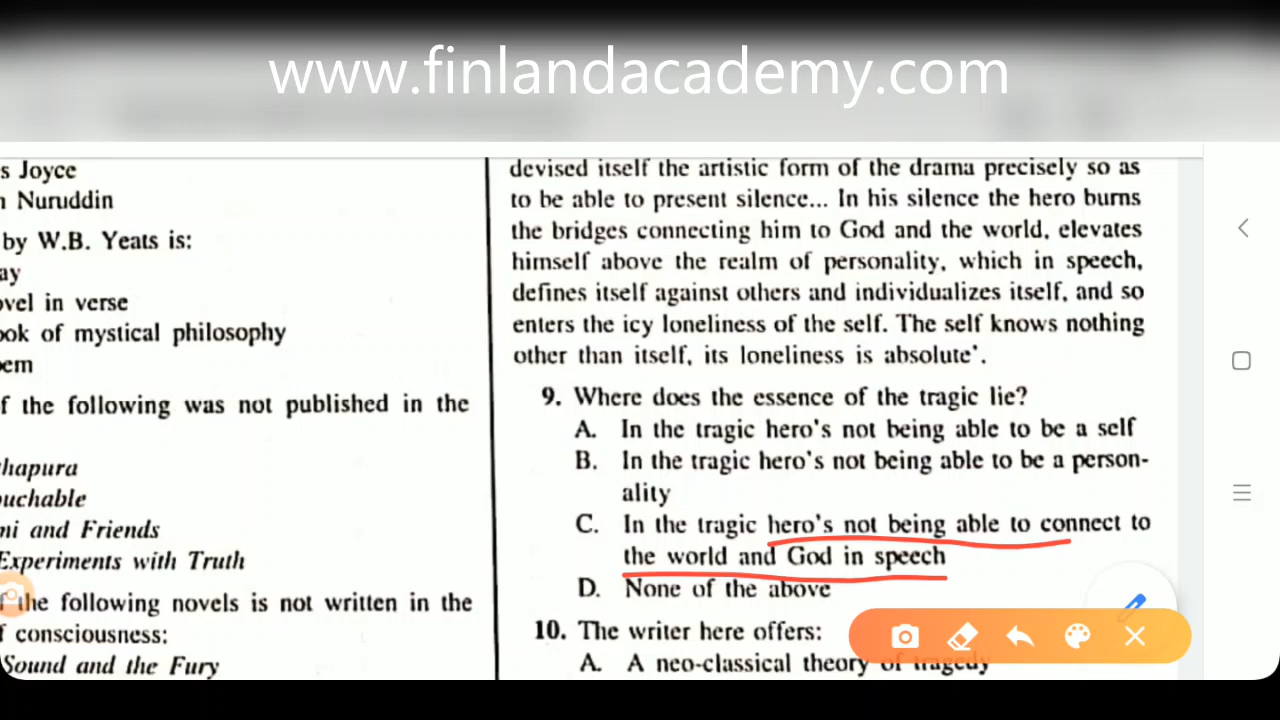 www.finlandacademy.com
s Joyce
n Nuruddin
by W.B. Yeats is:
ay
ovel in verse
ook of mystical philosophy
em
f the following was not published in the
hapura
ouchable
mi and Friends
Experiments with Truth
f the following novels is not written in the
f consciousness:
Sound and the Fury
devised itself the artistic form of the drama precisely so as
to be able to present silence... In his silence the hero burns
the bridges connecting him to God and the world, elevates
himself above the realm of personality, which in speech,
defines itself against others and individualizes itself, and so
enters the icy loneliness of the self. The self knows nothing
other than itself, its loneliness is absolute'.
9. Where does the essence of the tragic lie?
A. In the tragic hero's not being able to be a self
B. In the tragic hero's not being able to be a person-
ality
C. In the tragic hero's not being able to connect to
the world and God in speech
D. None of the above
10. The writer here offers:
A. A neo-classical theory of tragedy